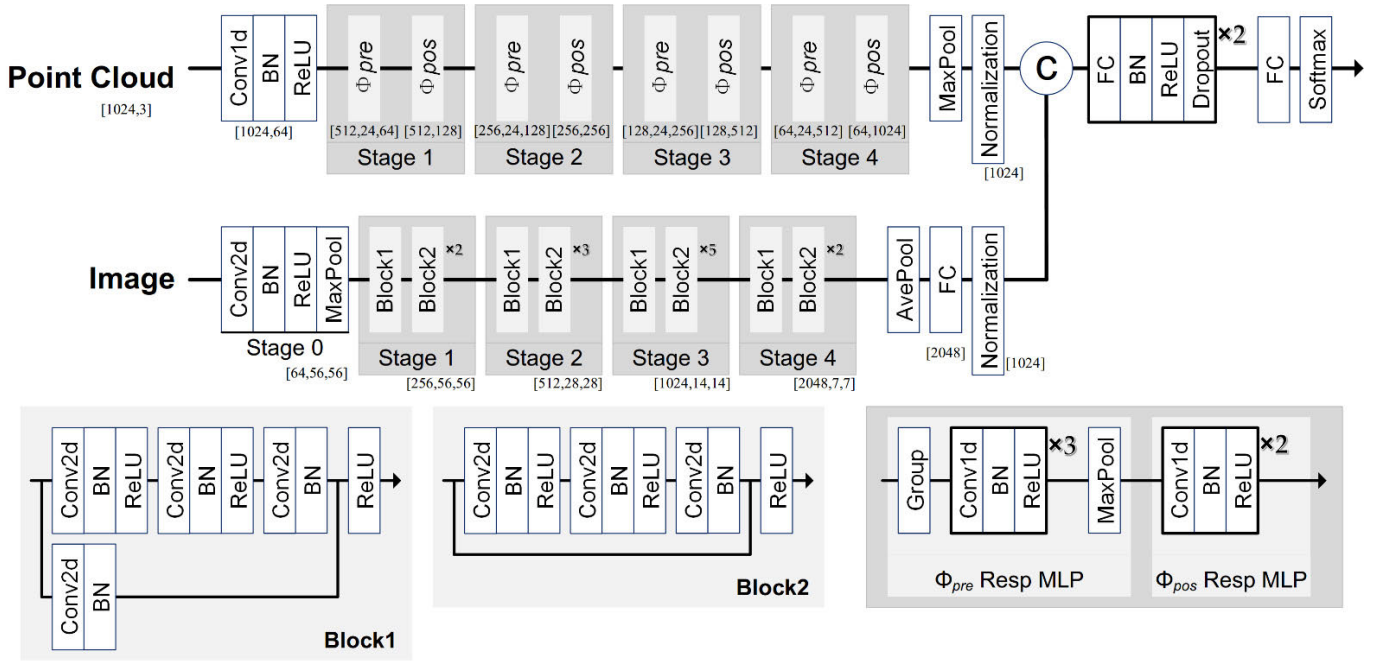 Point Cloud
[1024,3]
Conv1d
BN
ReLU
[1024,64]
Φ pre
Φ pos
[512,24,64]
[512,128]
Stage 1
Φ pre
Φ pos
[256,24,128]
[256,256]
Stage 2
Φ pre
Φ pos
[128,24,256]
[128,512]
Stage 3
Φ pre
Φ pos
[64,24,512]
[64,1024]
Stage 4
MaxPool
Normalization
[1024]
C
FC
BN
ReLU
Dropout
×2
FC
Softmax
Image
Conv2d
BN
ReLU
MaxPool
Stage 0
[64,56,56]
Block1
Block2
×2
Stage 1
[256,56,56]
Block1
Block2
×3
Stage 2
[512,28,28]
Block1
Block2
×5
Stage 3
[1024,14,14]
Block1
Block2
×2
Stage 4
[2048,7,7]
AvePool
FC
[2048]
Normalization
[1024]
Conv2d
BN
ReLU
Conv2d
BN
ReLU
Conv2d
BN
ReLU
Conv2d
BN
Block1
Conv2d
BN
ReLU
Conv2d
BN
ReLU
Conv2d
BN
ReLU
Block2
Group
Conv1d
BN
ReLU
×3
MaxPool
Φpre Resp MLP
Conv1d
BN
ReLU
×2
Φpos Resp MLP